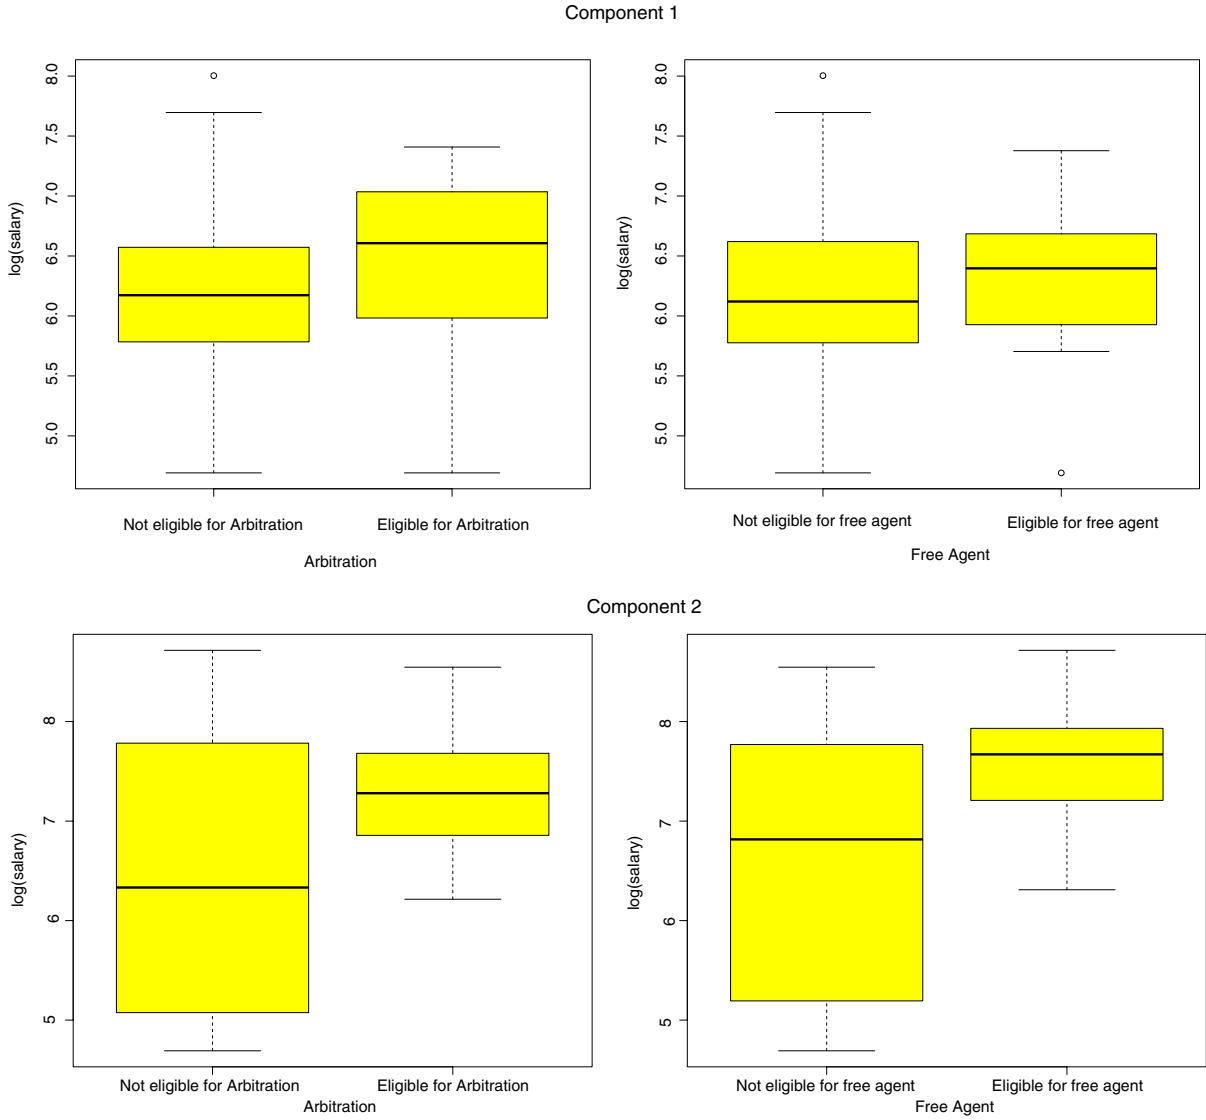 Component 1
log(salary)
8.0
7.5
7.0
6.5
6.0
5.5
5.0
Not eligible for Arbitration
Eligible for Arbitration
Arbitration
log(salary)
8.0
7.5
7.0
6.5
6.0
5.5
5.0
Not eligible for free agent
Eligible for free agent
Free Agent
Component 2
log(salary)
8
7
6
5
Not eligible for Arbitration
Eligible for Arbitration
Arbitration
log(salary)
8
7
6
5
Not eligible for free agent
Eligible for free agent
Free Agent